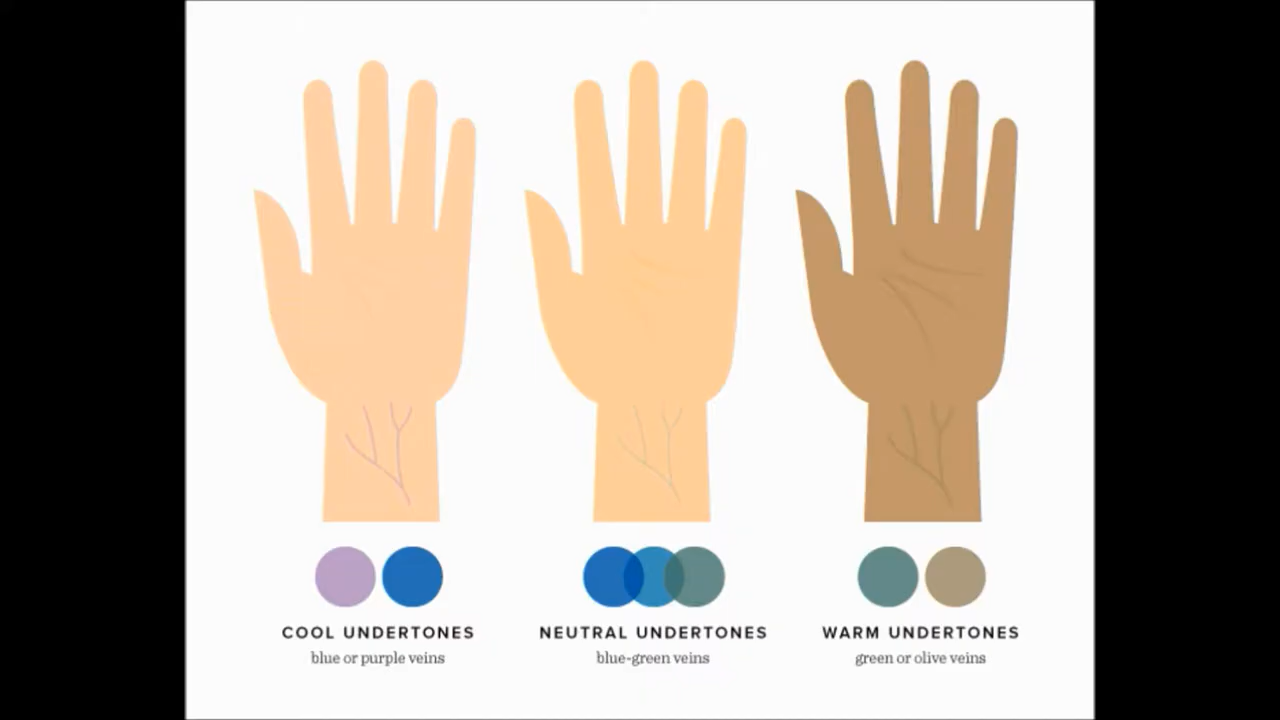 COOL UNDERTONES
blue or purple veins
NEUTRAL UNDERTONES
blue-green veins
WARM UNDERTONES
green or olive veins